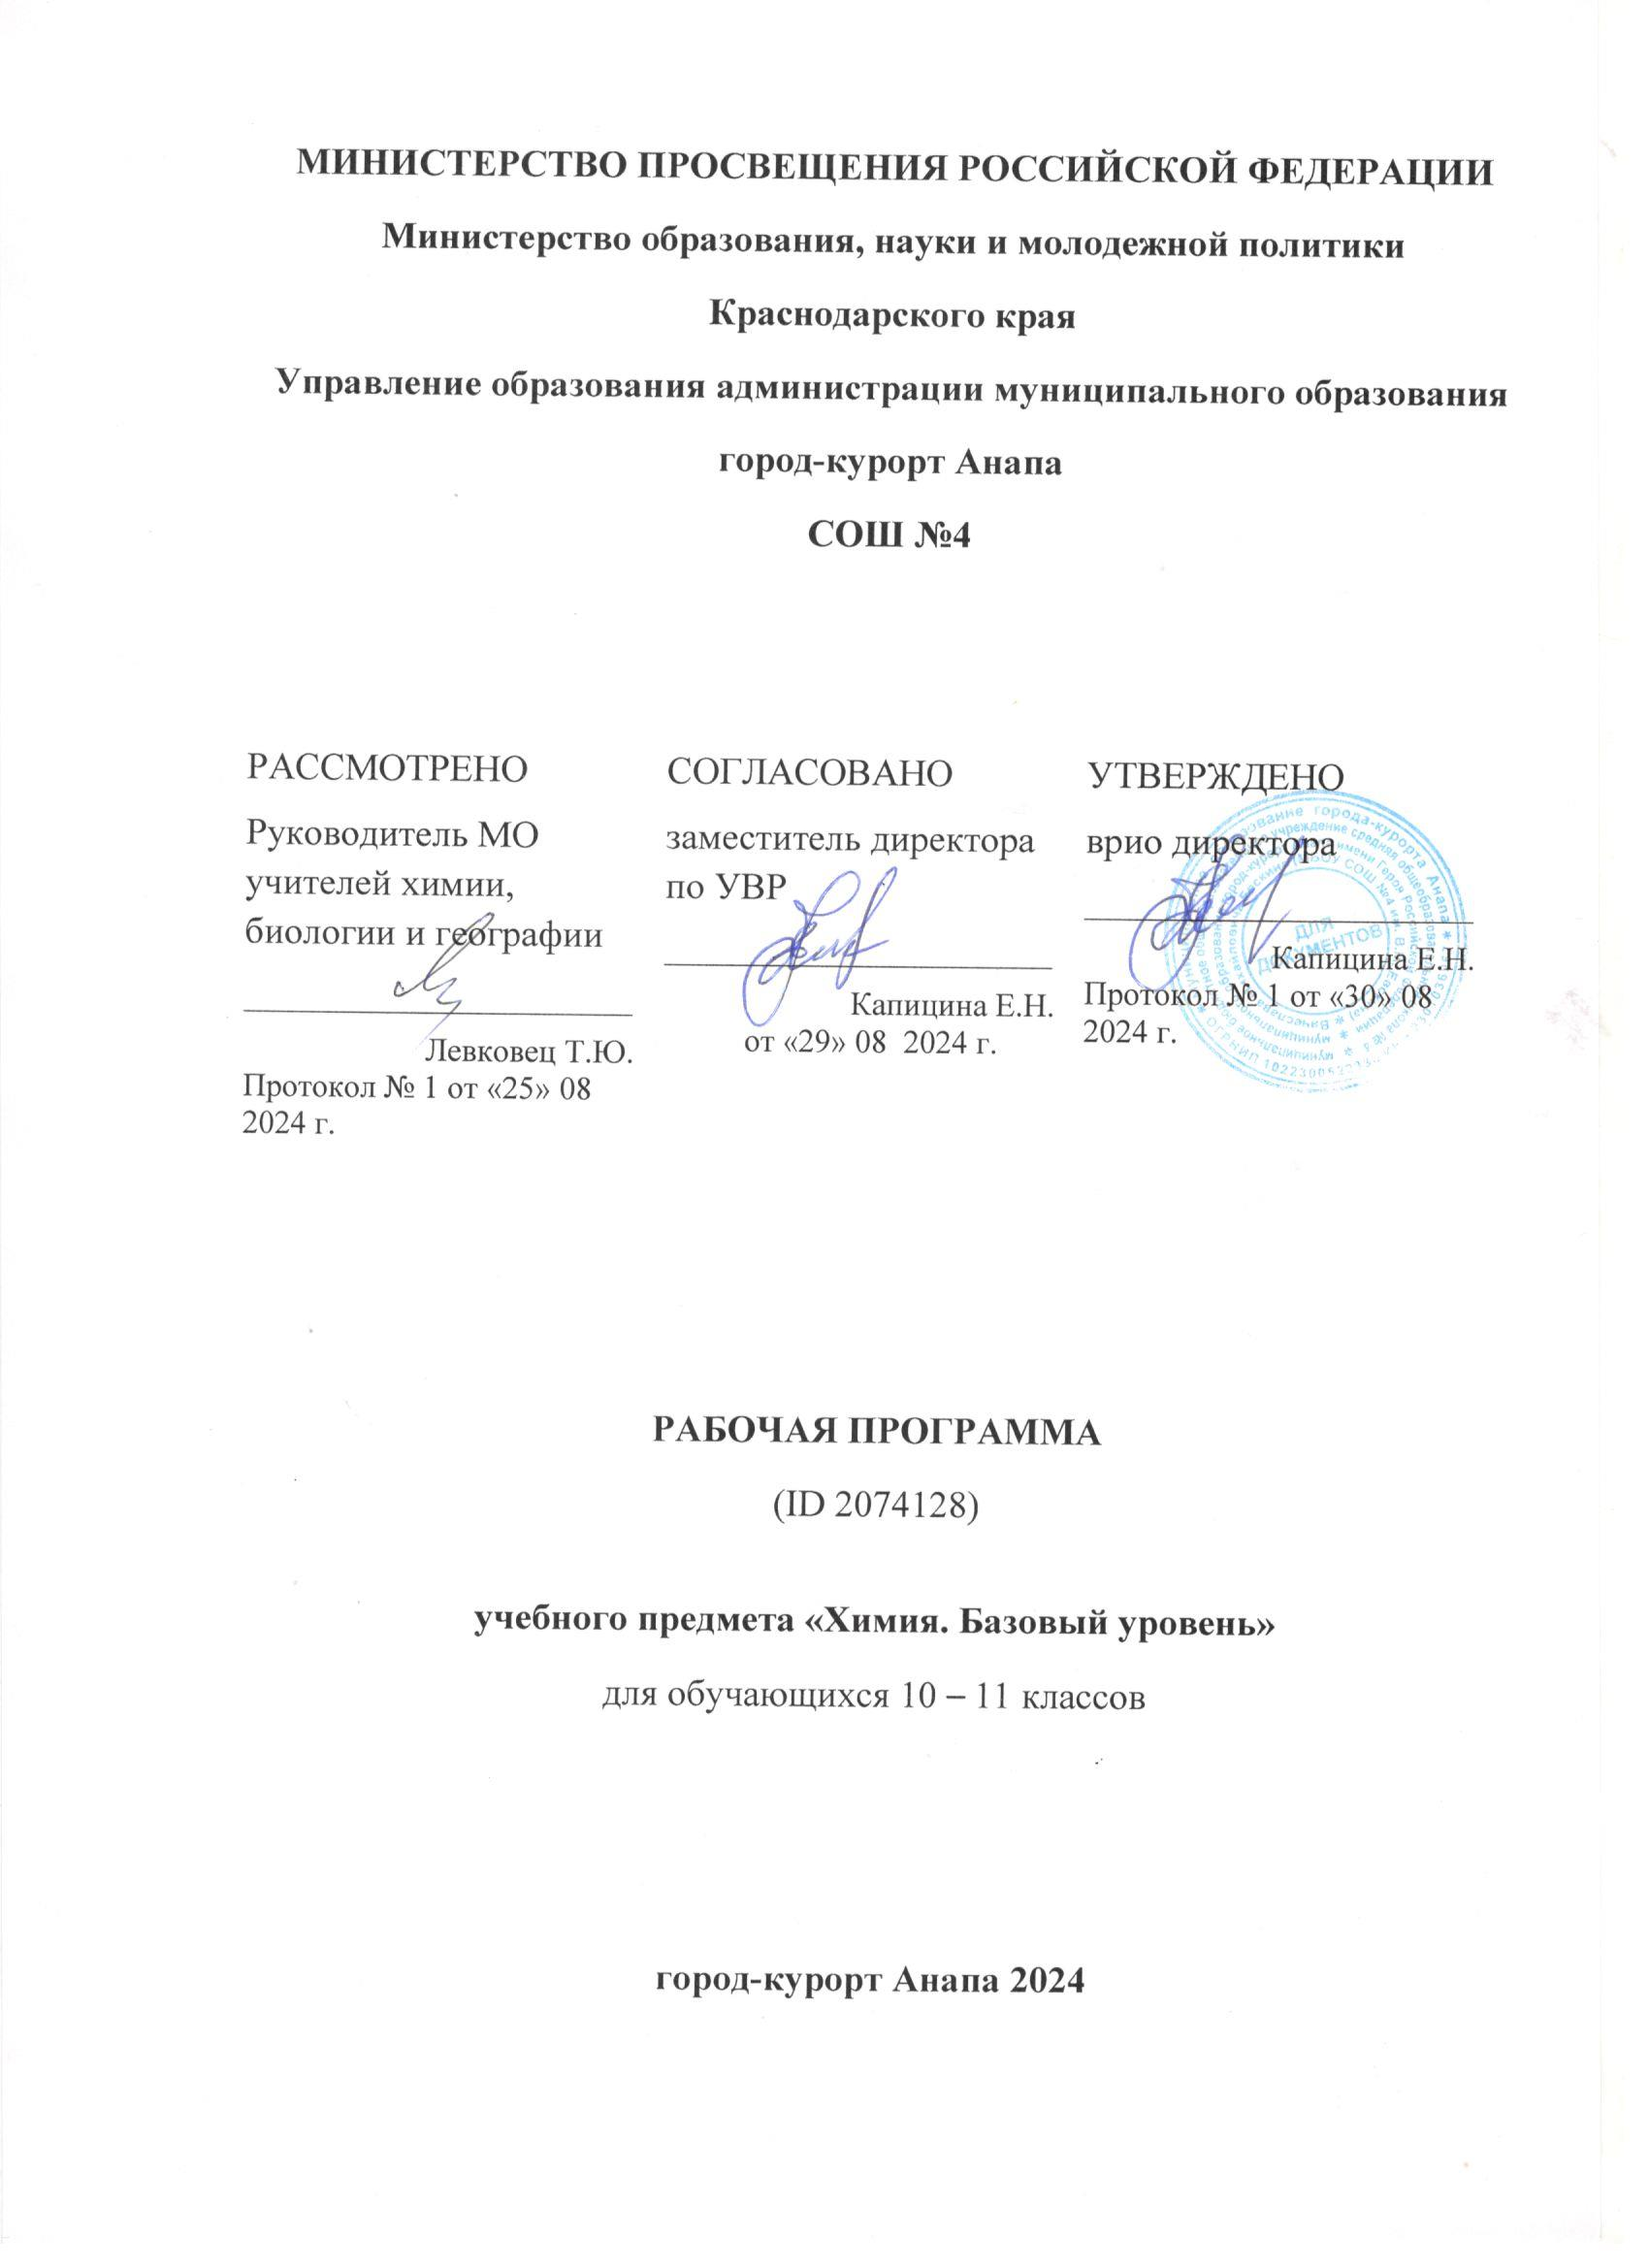 МИНИСТЕРСТВО ПРОСВЕЩЕНИЯ РОССИЙСКОЙ ФЕДЕРАЦИИ
Министерство образования, науки и молодежной политики
Краснодарского края
Управление образования администрации муниципального образования
город-курорт Анапа
СОШ №4
РАССМОТРЕНО
Руководитель МО
учителей химии,
биологии и географии
Левковец Т.Ю.
Протокол № 1 от «25» 08
2024 г.
СОГЛАСОВАНО
заместитель директора
по УВР
Капицина Е.Н.
от «29» 08 2024 г.
УТВЕРЖДЕНО
врио директора
Капицина Е.Н.
Протокол № 1 от «30» 08
2024 г.
ДЛЯ
ДОКУМЕНТОВ
РАБОЧАЯ ПРОГРАММА
(ID 2074128)
учебного предмета «Химия. Базовый уровень»
для обучающихся 10 – 11 классов
город-курорт Анапа 2024